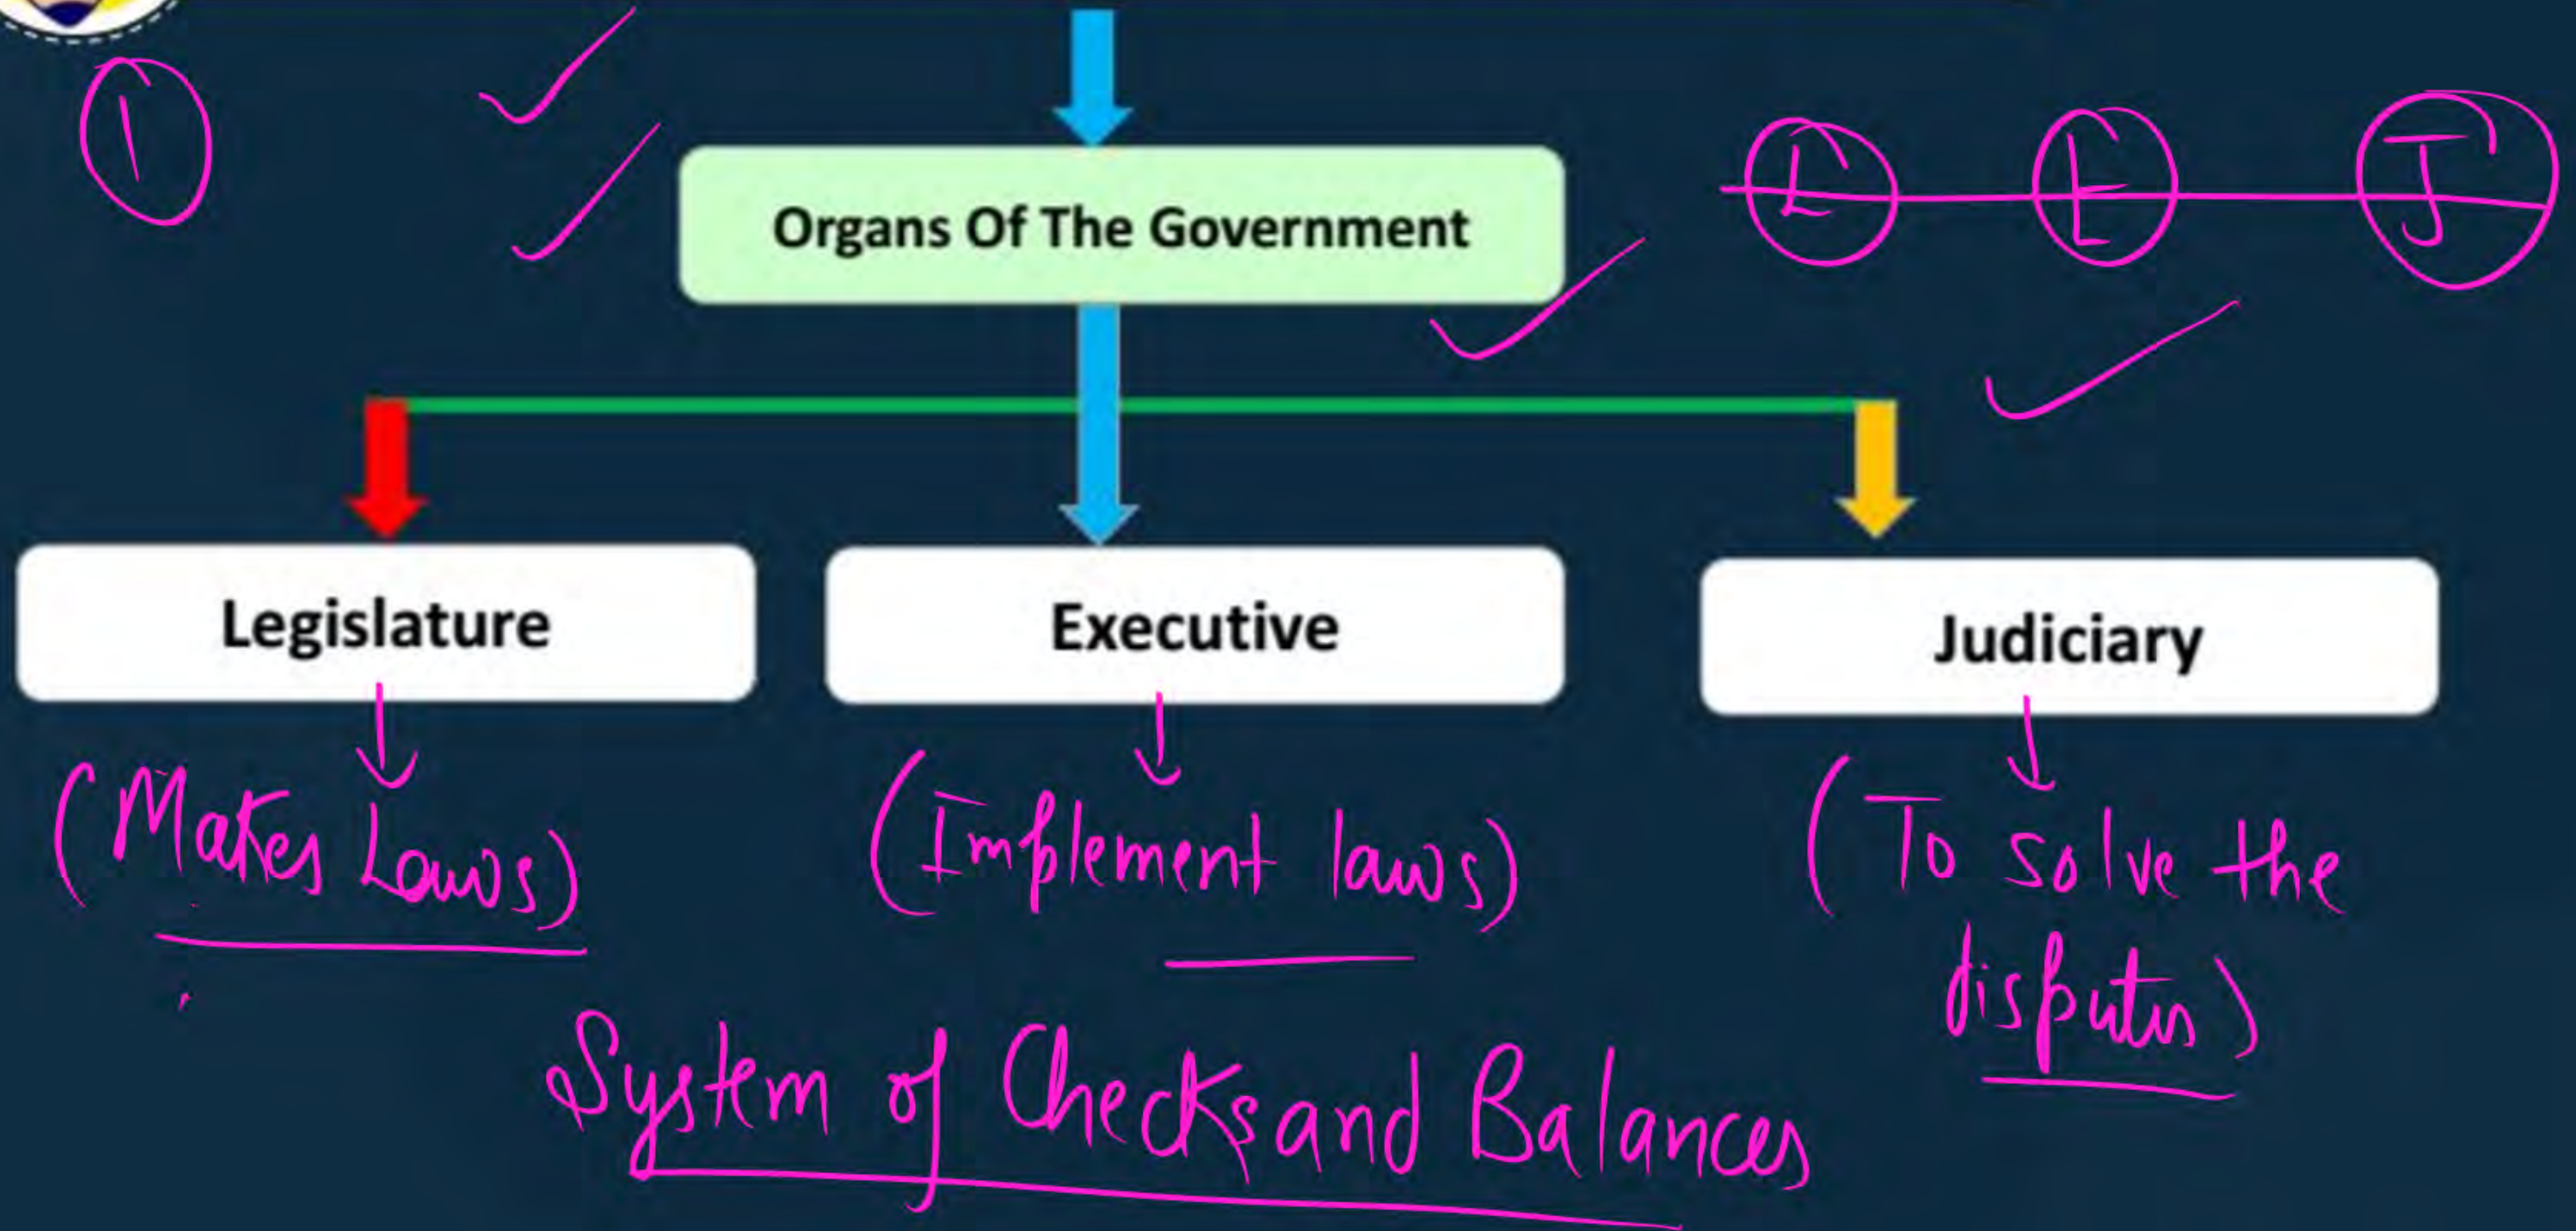 1
L E J
Organs Of The Government
Legislature Executive Judiciary
(Makes Laws) (Implement laws) (To solve the
disputes)
System of Checks and Balances